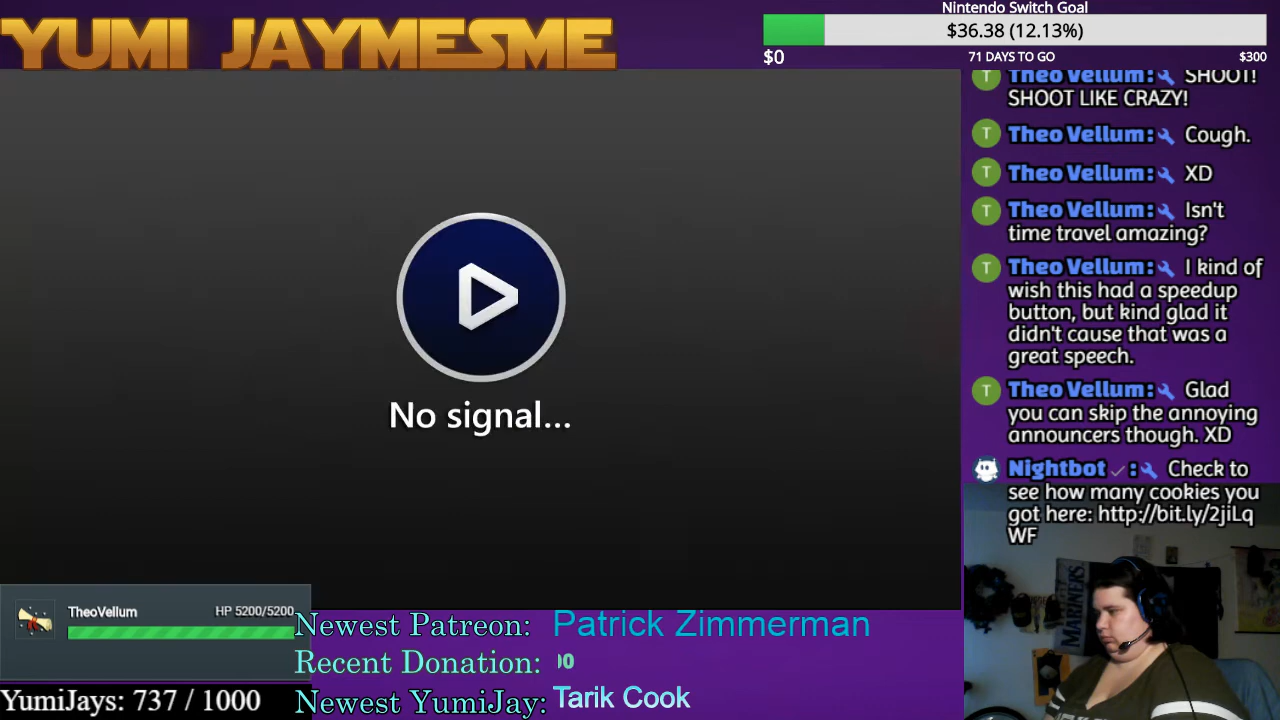 YUMI JAYMESME
Nintendo Switch Goal
$36.38 (12.13%)
$0
71 DAYS TO GO
$300
T Theo Vellum: SHOOT!
SHOOT LIKE CRAZY!
T Theo Vellum: Cough.
T Theo Vellum: XD
T Theo Vellum: Isn't
time travel amazing?
T Theo Vellum: I kind of
wish this had a speedup
button, but kind glad it
didn't cause that was a
great speech.
T Theo Vellum: Glad
you can skip the annoying
announcers though. XD
Nightbot : Check to
see how many cookies you
got here: http://bit.ly/2jiLq
WF
No signal...
MARINERS
TheoVellum
HP 5200/5200
Newest Patreon: Patrick Zimmerman
Recent Donation:
Newest YumiJay: Tarik Cook
YumiJays: 737 / 1000